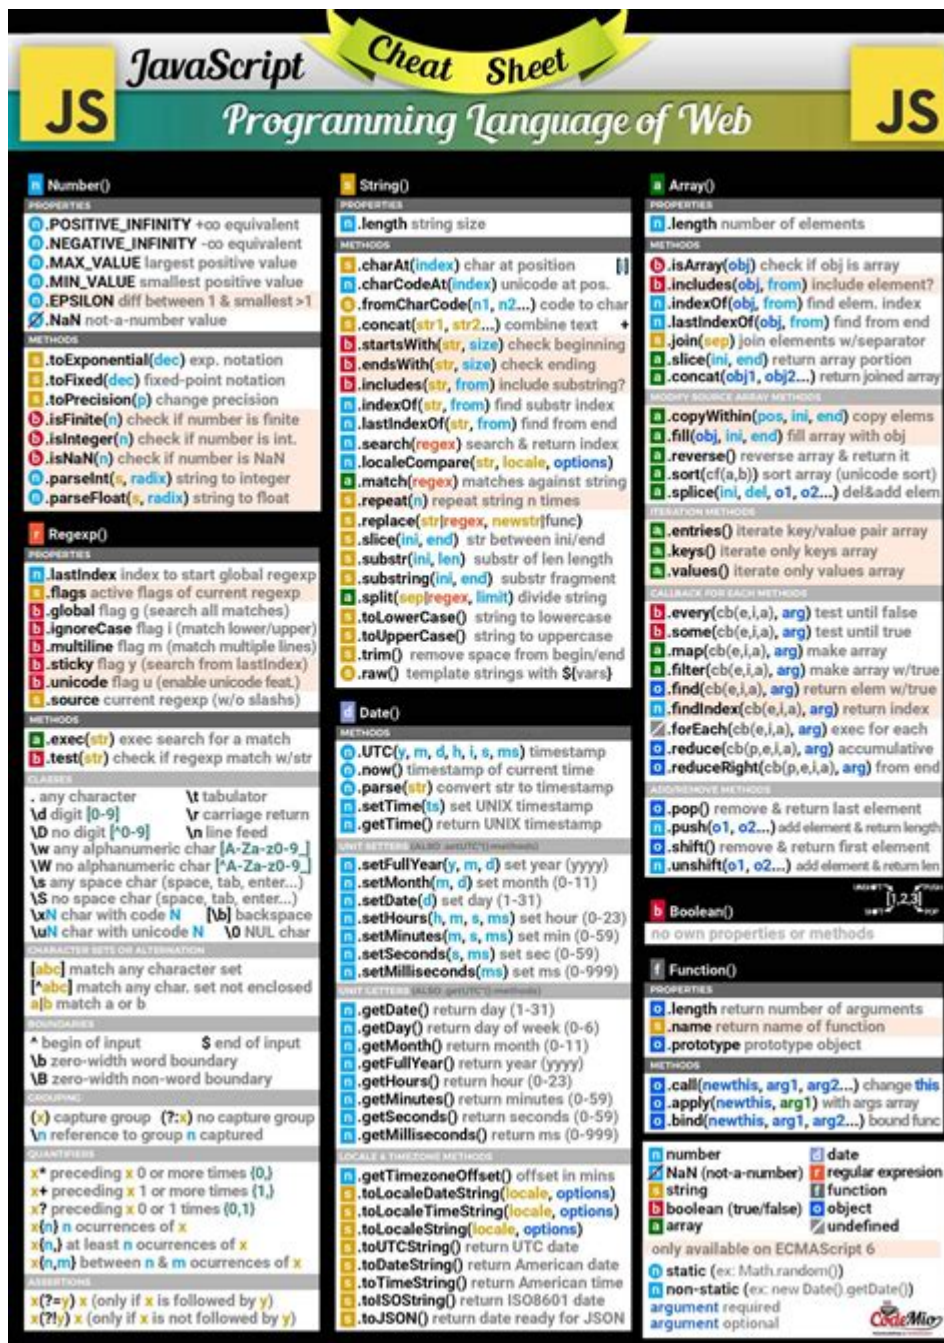 JavaScript
Cheat Sheet
Programming Language of Web
JS
JS
n Number()
PROPERTIES
n .POSITIVE_INFINITY +∞ equivalent
n .NEGATIVE_INFINITY -∞ equivalent
n .MAX_VALUE largest positive value
n .MIN_VALUE smallest positive value
n .EPSILON diff between 1 & smallest >1
.NaN not-a-number value
METHODS
s .toExponential(dec) exp. notation
s .toFixed(dec) fixed-point notation
s .toPrecision(p) change precision
b .isFinite(n) check if number is finite
b .isInteger(n) check if number is int.
b .isNaN(n) check if number is NaN
n .parseInt(s, radix) string to integer
n .parseFloat(s, radix) string to float
r Regexp()
PROPERTIES
n .lastIndex index to start global regexp
s .flags active flags of current regexp
b .global flag g (search all matches)
b .ignoreCase flag i (match lower/upper)
b .multiline flag m (match multiple lines)
b .sticky flag y (search from lastIndex)
b .unicode flag u (enable unicode feat.)
s .source current regexp (w/o slashs)
METHODS
a .exec(str) exec search for a match
b .test(str) check if regexp match w/str
CLASSES
. any character \t tabulator
\d digit [0-9] \r carriage return
\D no digit [^0-9] \n line feed
\w any alphanumeric char [A-Za-z0-9_]
\W no alphanumeric char [^A-Za-z0-9_]
\s any space char (space, tab, enter...)
\S no space char (space, tab, enter...)
\xN char with code N [\b] backspace
\uN char with unicode N \0 NUL char
CHARACTER SETS OR ALTERNATION
[abc] match any character set
[^abc] match any char. set not enclosed
a|b match a or b
BOUNDARIES
^ begin of input $ end of input
\b zero-width word boundary
\B zero-width non-word boundary
GROUPING
(x) capture group (?:x) no capture group
\n reference to group n captured
QUANTIFIERS
x* preceding x 0 or more times {0,}
x+ preceding x 1 or more times {1,}
x? preceding x 0 or 1 times {0,1}
x{n} n ocurrences of x
x{n,} at least n ocurrences of x
x{n,m} between n & m ocurrences of x
ASSERTIONS
x(?=y) x (only if x is followed by y)
x(?!y) x (only if x is not followed by y)
s String()
PROPERTIES
n .length string size
METHODS
s .charAt(index) char at position [i]
n .charCodeAt(index) unicode at pos.
s .fromCharCode(n1, n2...) code to char
s .concat(str1, str2...) combine text +
b .startsWith(str, size) check beginning
b .endsWith(str, size) check ending
b .includes(str, from) include substring?
n .indexOf(str, from) find substr index
n .lastIndexOf(str, from) find from end
n .search(regex) search & return index
n .localeCompare(str, locale, options)
a .match(regex) matches against string
s .repeat(n) repeat string n times
s .replace(str|regex, newstr|func)
s .slice(ini, end) str between ini/end
s .substr(ini, len) substr of len length
s .substring(ini, end) substr fragment
a .split(sep|regex, limit) divide string
s .toLowerCase() string to lowercase
s .toUpperCase() string to uppercase
s .trim() remove space from begin/end
s .raw() template strings with ${vars}
d Date()
METHODS
n .UTC(y, m, d, h, i, s, ms) timestamp
n .now() timestamp of current time
n .parse(str) convert str to timestamp
n .setTime(ts) set UNIX timestamp
n .getTime() return UNIX timestamp
UNIT SETTERS (ALSO .setUTC*() methods)
n .setFullYear(y, m, d) set year (yyyy)
n .setMonth(m, d) set month (0-11)
n .setDate(d) set day (1-31)
n .setHours(h, m, s, ms) set hour (0-23)
n .setMinutes(m, s, ms) set min (0-59)
n .setSeconds(s, ms) set sec (0-59)
n .setMilliseconds(ms) set ms (0-999)
UNIT GETTERS (ALSO .getUTC*() methods)
n .getDate() return day (1-31)
n .getDay() return day of week (0-6)
n .getMonth() return month (0-11)
n .getFullYear() return year (yyyy)
n .getHours() return hour (0-23)
n .getMinutes() return minutes (0-59)
n .getSeconds() return seconds (0-59)
n .getMilliseconds() return ms (0-999)
LOCALE & TIMEZONE METHODS
n .getTimezoneOffset() offset in mins
s .toLocaleDateString(locale, options)
s .toLocaleTimeString(locale, options)
s .toLocaleString(locale, options)
s .toUTCString() return UTC date
s .toDateString() return American date
s .toTimeString() return American time
s .toISOString() return ISO8601 date
s .toJSON() return date ready for JSON
a Array()
PROPERTIES
n .length number of elements
METHODS
b .isArray(obj) check if obj is array
b .includes(obj, from) include element?
n .indexOf(obj, from) find elem. index
n .lastIndexOf(obj, from) find from end
s .join(sep) join elements w/separator
a .slice(ini, end) return array portion
a .concat(obj1, obj2...) return joined array
MODIFY SOURCE ARRAY METHODS
a .copyWithin(pos, ini, end) copy elems
a .fill(obj, ini, end) fill array with obj
a .reverse() reverse array & return it
a .sort(cf(a,b)) sort array (unicode sort)
a .splice(ini, del, o1, o2...) del&add elem
ITERATION METHODS
a .entries() iterate key/value pair array
a .keys() iterate only keys array
a .values() iterate only values array
CALLBACK FOR EACH METHODS
b .every(cb(e,i,a), arg) test until false
b .some(cb(e,i,a), arg) test until true
a .map(cb(e,i,a), arg) make array
a .filter(cb(e,i,a), arg) make array w/true
o .find(cb(e,i,a), arg) return elem w/true
n .findIndex(cb(e,i,a), arg) return index
.forEach(cb(e,i,a), arg) exec for each
o .reduce(cb(p,e,i,a), arg) accumulative
o .reduceRight(cb(p,e,i,a), arg) from end
ADD/REMOVE METHODS
o .pop() remove & return last element
n .push(o1, o2...) add element & return length
o .shift() remove & return first element
n .unshift(o1, o2...) add element & return len
UNSHIFT PUSH
[1,2,3]
SHIFT POP
b Boolean()
no own properties or methods
f Function()
PROPERTIES
o .length return number of arguments
s .name return name of function
o .prototype prototype object
METHODS
o .call(newthis, arg1, arg2...) change this
o .apply(newthis, arg1) with args array
o .bind(newthis, arg1, arg2...) bound func
n number d date
NaN (not-a-number) r regular expresion
s string f function
b boolean (true/false) o object
a array undefined
only available on ECMAScript 6
n static (ex: Math.random())
n non-static (ex: new Date().getDate())
argument required
argument optional
CodeMio